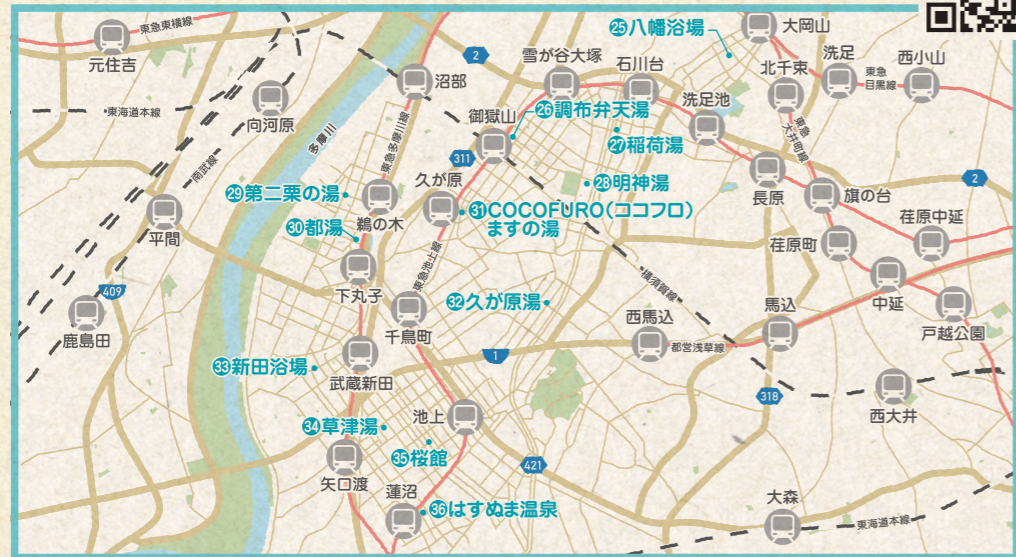 東急東横線
元住吉
東海道本線
向河原
多摩川
南武線
平間
409
鹿島田
沼部
東急多摩川線
2
雪が谷大塚
石川台
㉕八幡浴場
大岡山
北千束
洗足
東急
目黒線
西小山
御嶽山
㉖調布弁天湯
㉗稲荷湯
洗足池
東急
大井町線
311
久が原
㉘明神湯
長原
2
旗の台
荏原中延
荏原町
㉙第二栗の湯
鵜の木
㉚都湯
㉛COCOFURO(ココフロ)
ますの湯
下丸子
東急池上線
横須賀線
中延
戸越公園
千鳥町
㉜久が原湯
西馬込
都営浅草線
馬込
1
㉝新田浴場
武蔵新田
318
西大井
㉞草津湯
池上
㉟桜館
矢口渡
421
蓮沼
㊱はすぬま温泉
大森
東海道本線